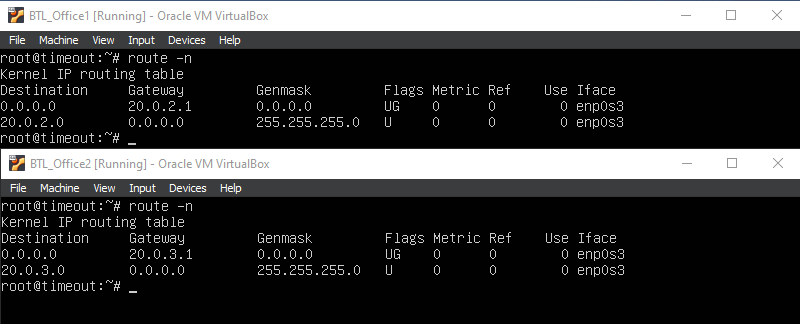 BTL_Office1 [Running] - Oracle VM VirtualBox
File Machine View Input Devices Help
root@timeout:~# route -n
Kernel IP routing table
Destination Gateway Genmask Flags Metric Ref Use Iface
0.0.0.0 20.0.2.1 0.0.0.0 UG 0 0 0 enp0s3
20.0.2.0 0.0.0.0 255.255.255.0 U 0 0 0 enp0s3
root@timeout:~# _
BTL_Office2 [Running] - Oracle VM VirtualBox
File Machine View Input Devices Help
root@timeout:~# route -n
Kernel IP routing table
Destination Gateway Genmask Flags Metric Ref Use Iface
0.0.0.0 20.0.3.1 0.0.0.0 UG 0 0 0 enp0s3
20.0.3.0 0.0.0.0 255.255.255.0 U 0 0 0 enp0s3
root@timeout:~# _